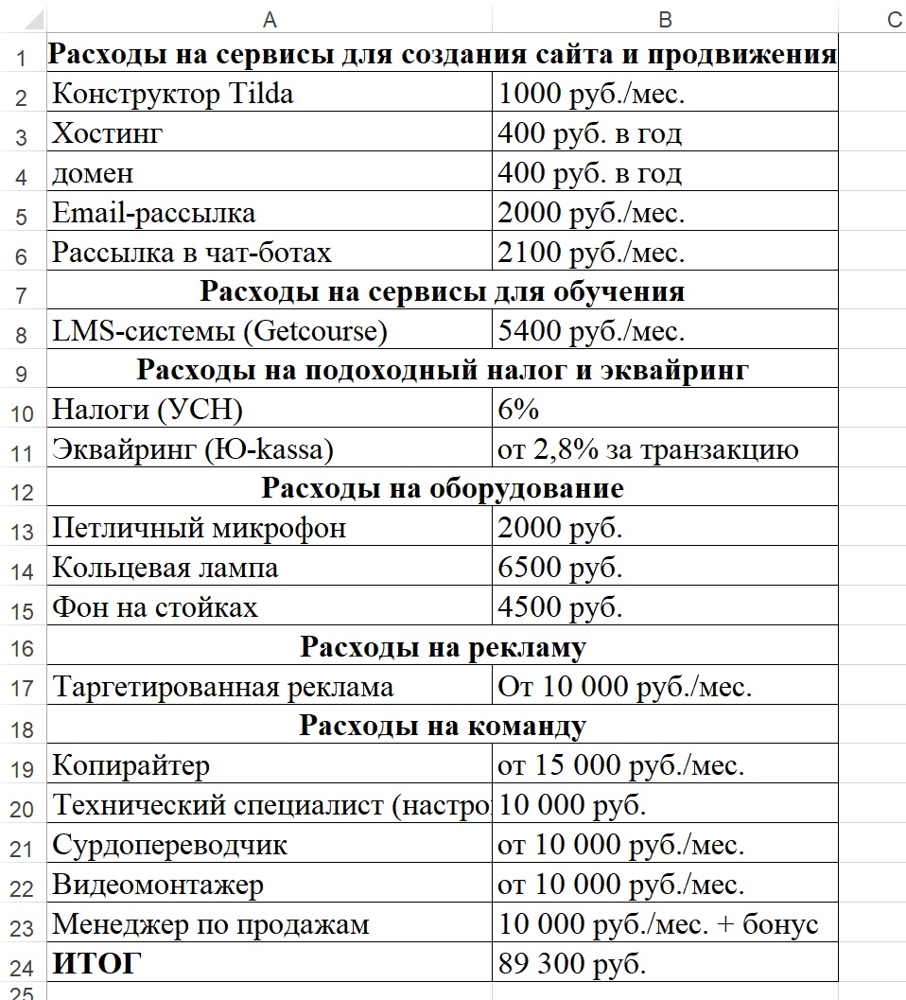 A B C
1 Расходы на сервисы для создания сайта и продвижения
2 Конструктор Tilda 1000 руб./мес.
3 Хостинг 400 руб. в год
4 домен 400 руб. в год
5 Email-рассылка 2000 руб./мес.
6 Рассылка в чат-ботах 2100 руб./мес.
7 Расходы на сервисы для обучения
8 LMS-системы (Getcourse) 5400 руб./мес.
9 Расходы на подоходный налог и эквайринг
10 Налоги (УСН) 6%
11 Эквайринг (Ю-kassa) от 2,8% за транзакцию
12 Расходы на оборудование
13 Петличный микрофон 2000 руб.
14 Кольцевая лампа 6500 руб.
15 Фон на стойках 4500 руб.
16 Расходы на рекламу
17 Таргетированная реклама От 10 000 руб./мес.
18 Расходы на команду
19 Копирайтер от 15 000 руб./мес.
20 Технический специалист (настро 10 000 руб.
21 Сурдопереводчик от 10 000 руб./мес.
22 Видеомонтажер от 10 000 руб./мес.
23 Менеджер по продажам 10 000 руб./мес. + бонус
24 ИТОГ 89 300 руб.
25